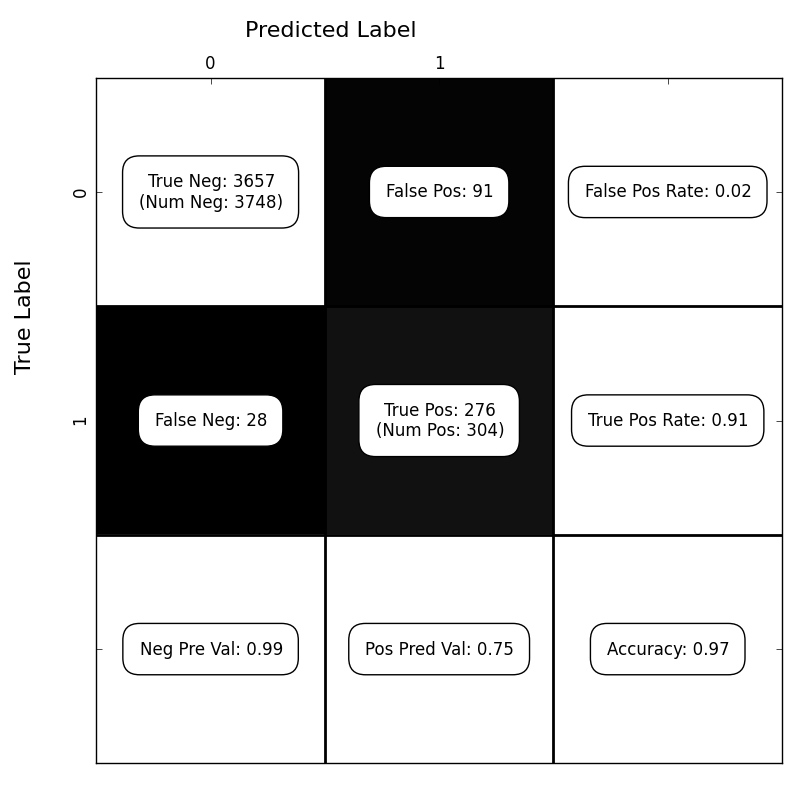 Predicted Label
0 1
True Label
0
True Neg: 3657
(Num Neg: 3748)
False Pos: 91
False Pos Rate: 0.02
1
False Neg: 28
True Pos: 276
(Num Pos: 304)
True Pos Rate: 0.91
Neg Pre Val: 0.99
Pos Pred Val: 0.75
Accuracy: 0.97